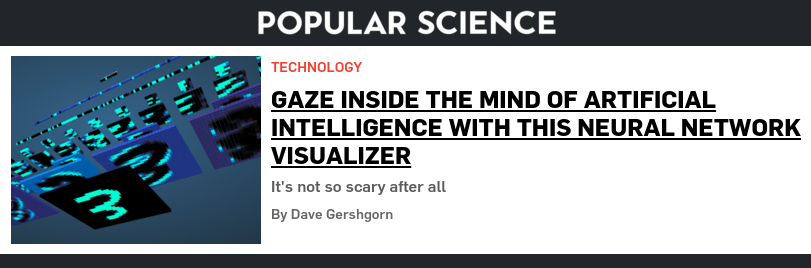 POPULAR SCIENCE
TECHNOLOGY
GAZE INSIDE THE MIND OF ARTIFICIAL
INTELLIGENCE WITH THIS NEURAL NETWORK
VISUALIZER
It's not so scary after all
By Dave Gershgorn
3